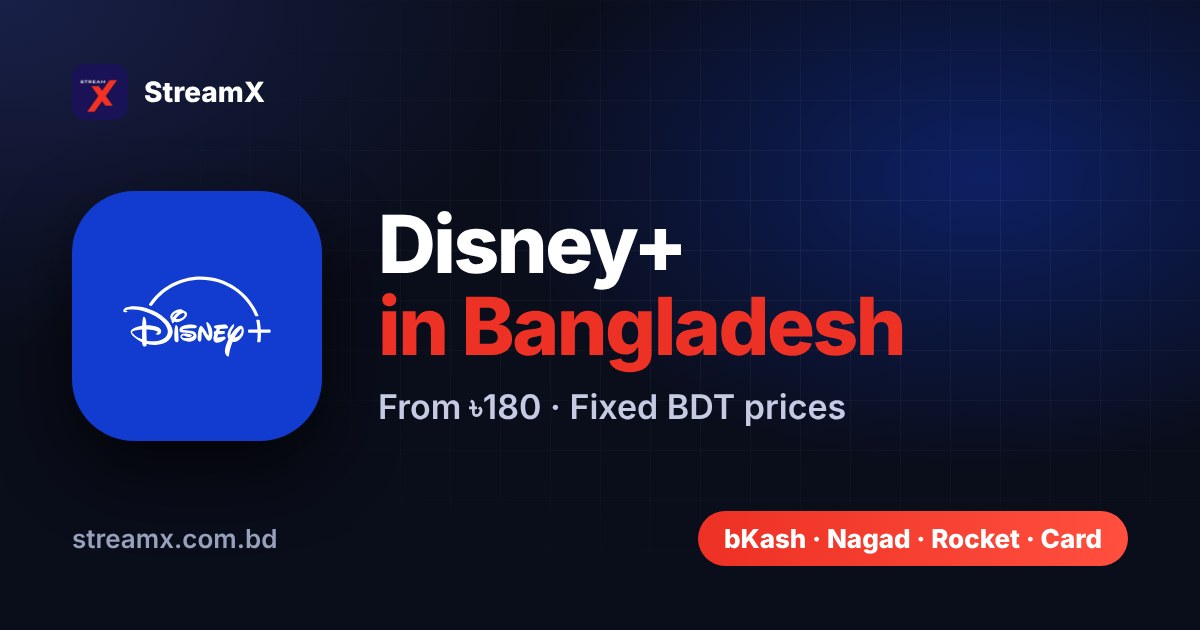 STREAM
X
StreamX
Disney+
Disney+
in Bangladesh
From ৳180 · Fixed BDT prices
streamx.com.bd
bKash · Nagad · Rocket · Card